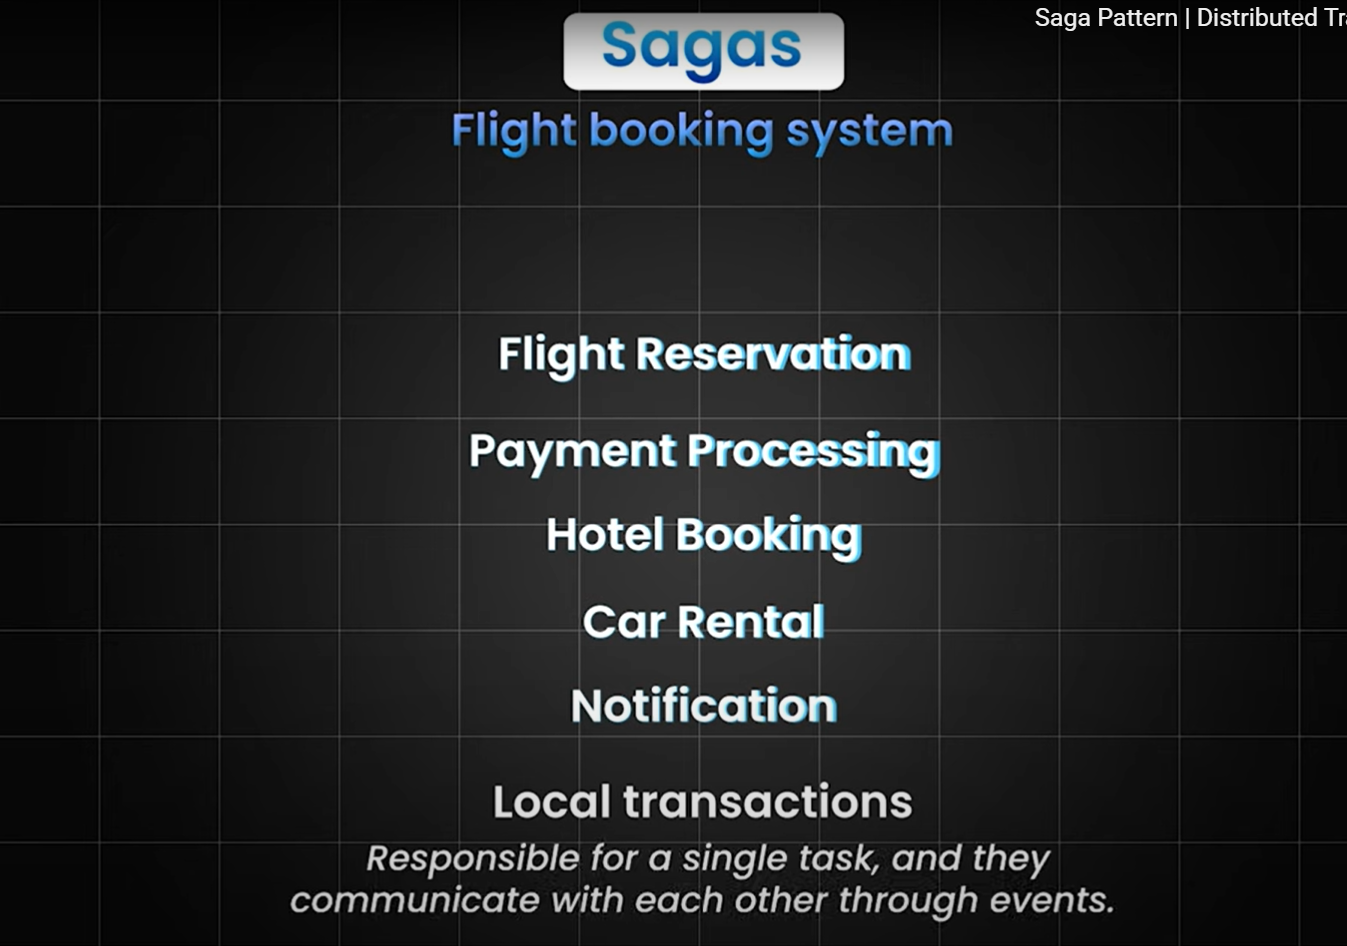 Saga Pattern | Distributed
Sagas
Flight booking system
Flight Reservation
Payment Processing
Hotel Booking
Car Rental
Notification
Local transactions
Responsible for a single task, and they
communicate with each other through events.